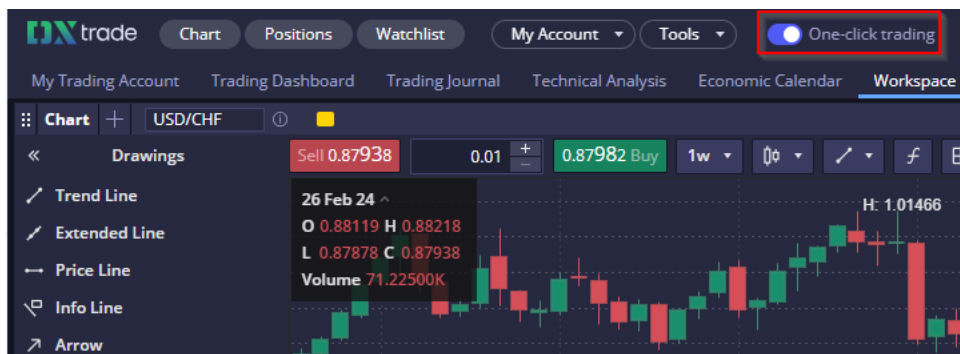 DX trade Chart Positions Watchlist My Account Tools One-click trading
My Trading Account Trading Dashboard Trading Journal Technical Analysis Economic Calendar Workspace
Chart USD/CHF
Drawings Sell 0.87938 0.01 0.87982 Buy 1w f
Trend Line 26 Feb 24 H: 1.01466
O 0.88119 H 0.88218
Extended Line
L 0.87878 C 0.87938
Price Line
Volume 71.22500K
Info Line
Arrow